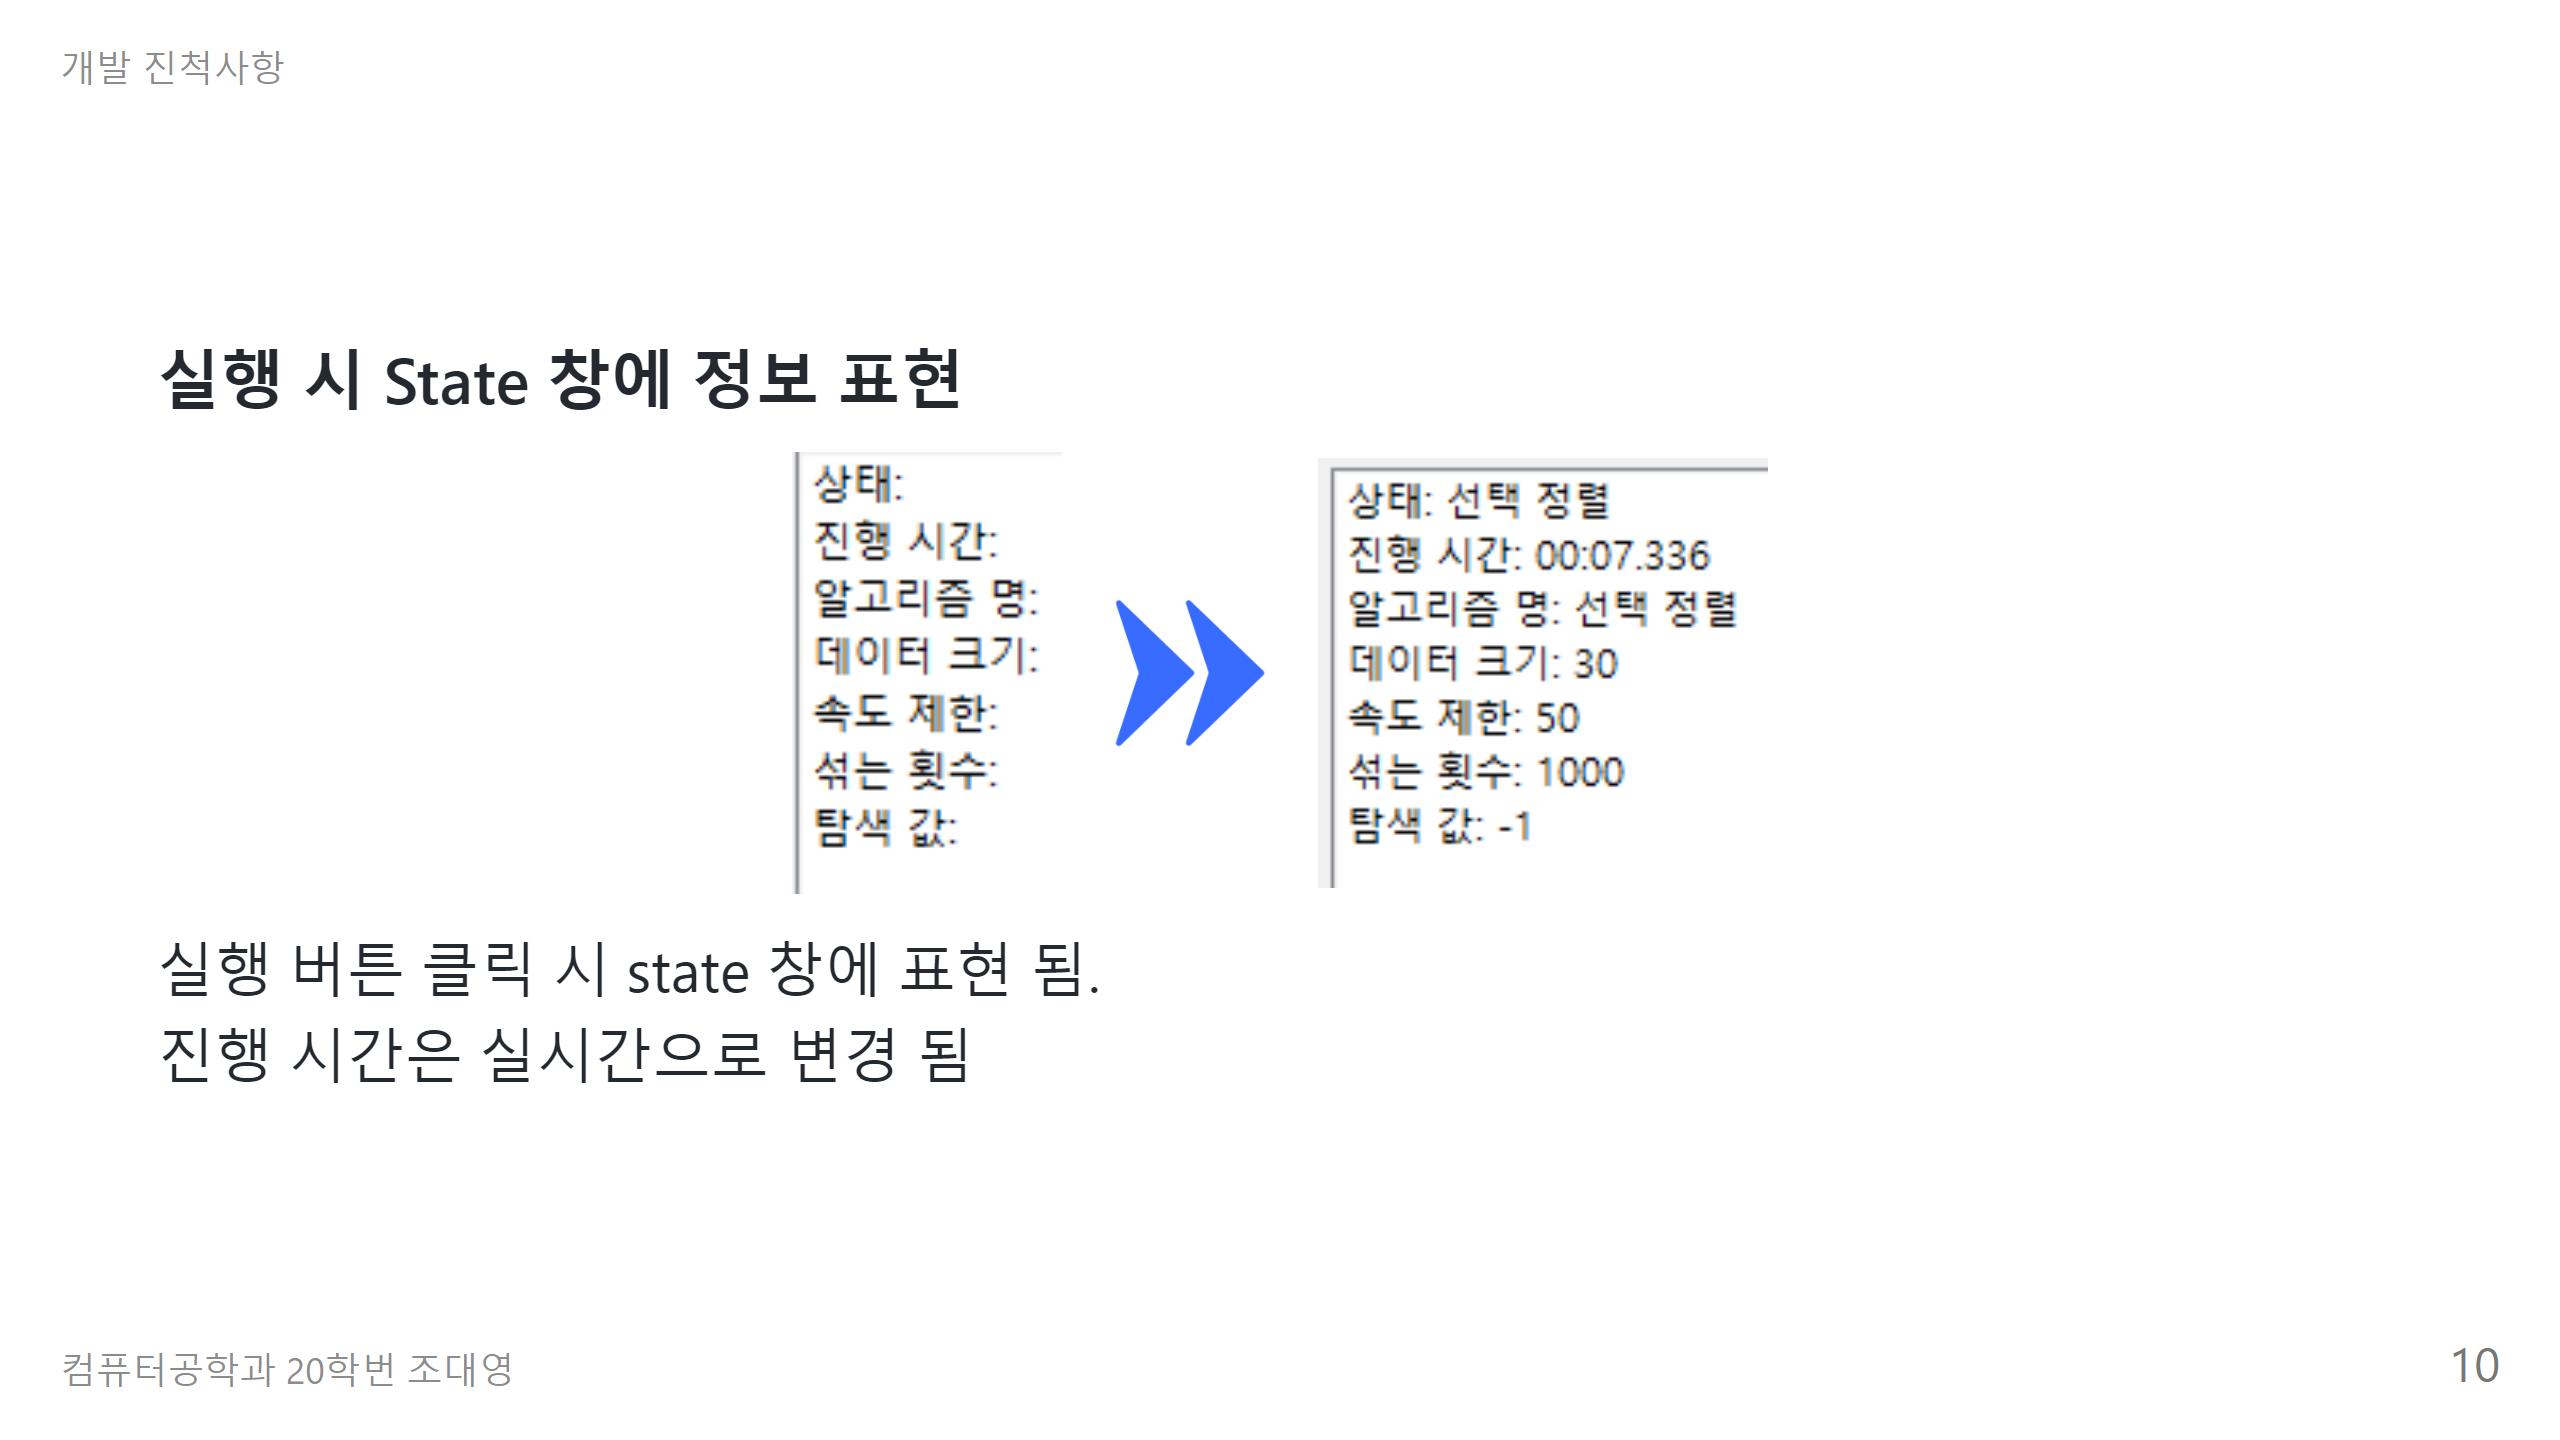 개발 진척사항
실행 시 State 창에 정보 표현
상태:
진행 시간:
알고리즘 명:
데이터 크기:
속도 제한:
섞는 횟수:
탐색 값:
상태: 선택 정렬
진행 시간: 00:07.336
알고리즘 명: 선택 정렬
데이터 크기: 30
속도 제한: 50
섞는 횟수: 1000
탐색 값: -1
실행 버튼 클릭 시 state 창에 표현 됨.
진행 시간은 실시간으로 변경 됨
컴퓨터공학과 20학번 조대영
10